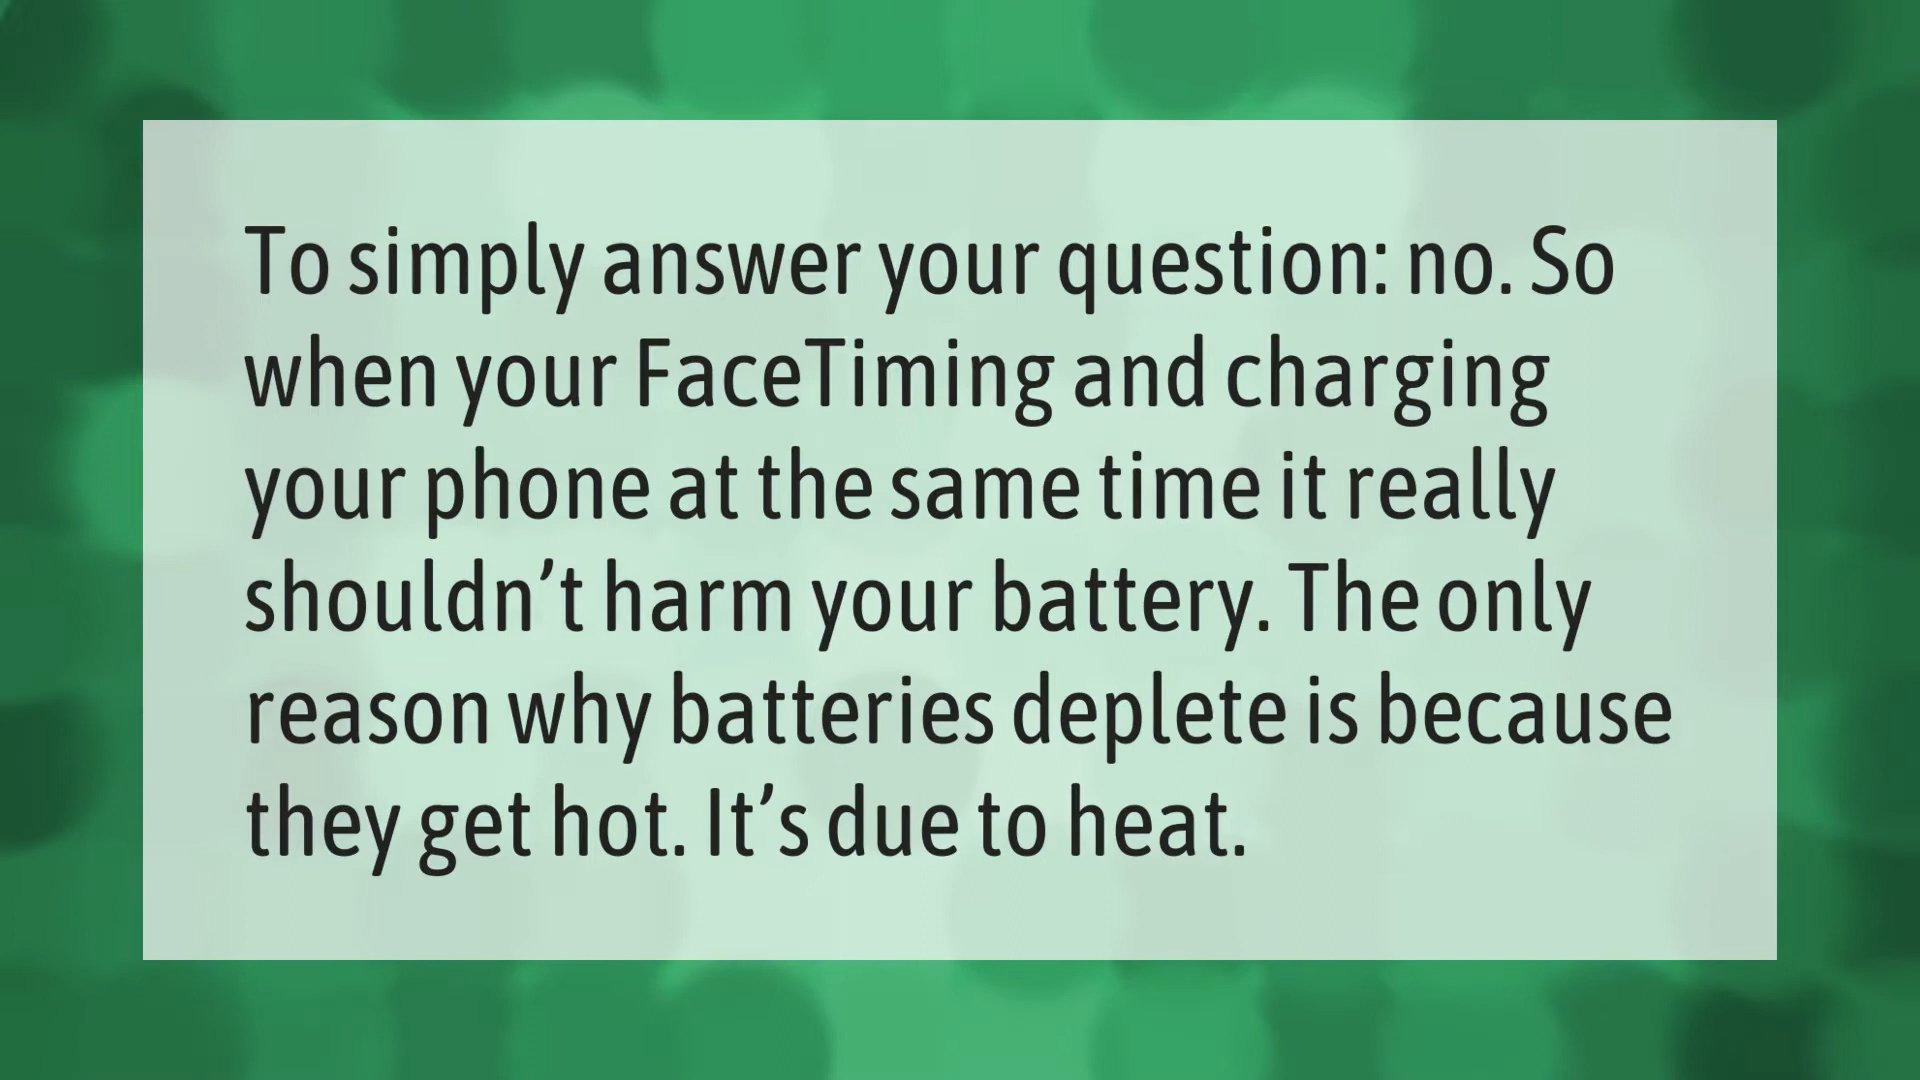 To simply answer your question: no. So
when your FaceTiming and charging
your phone at the same time it really
shouldn’t harm your battery. The only
reason why batteries deplete is because
they get hot. It’s due to heat.